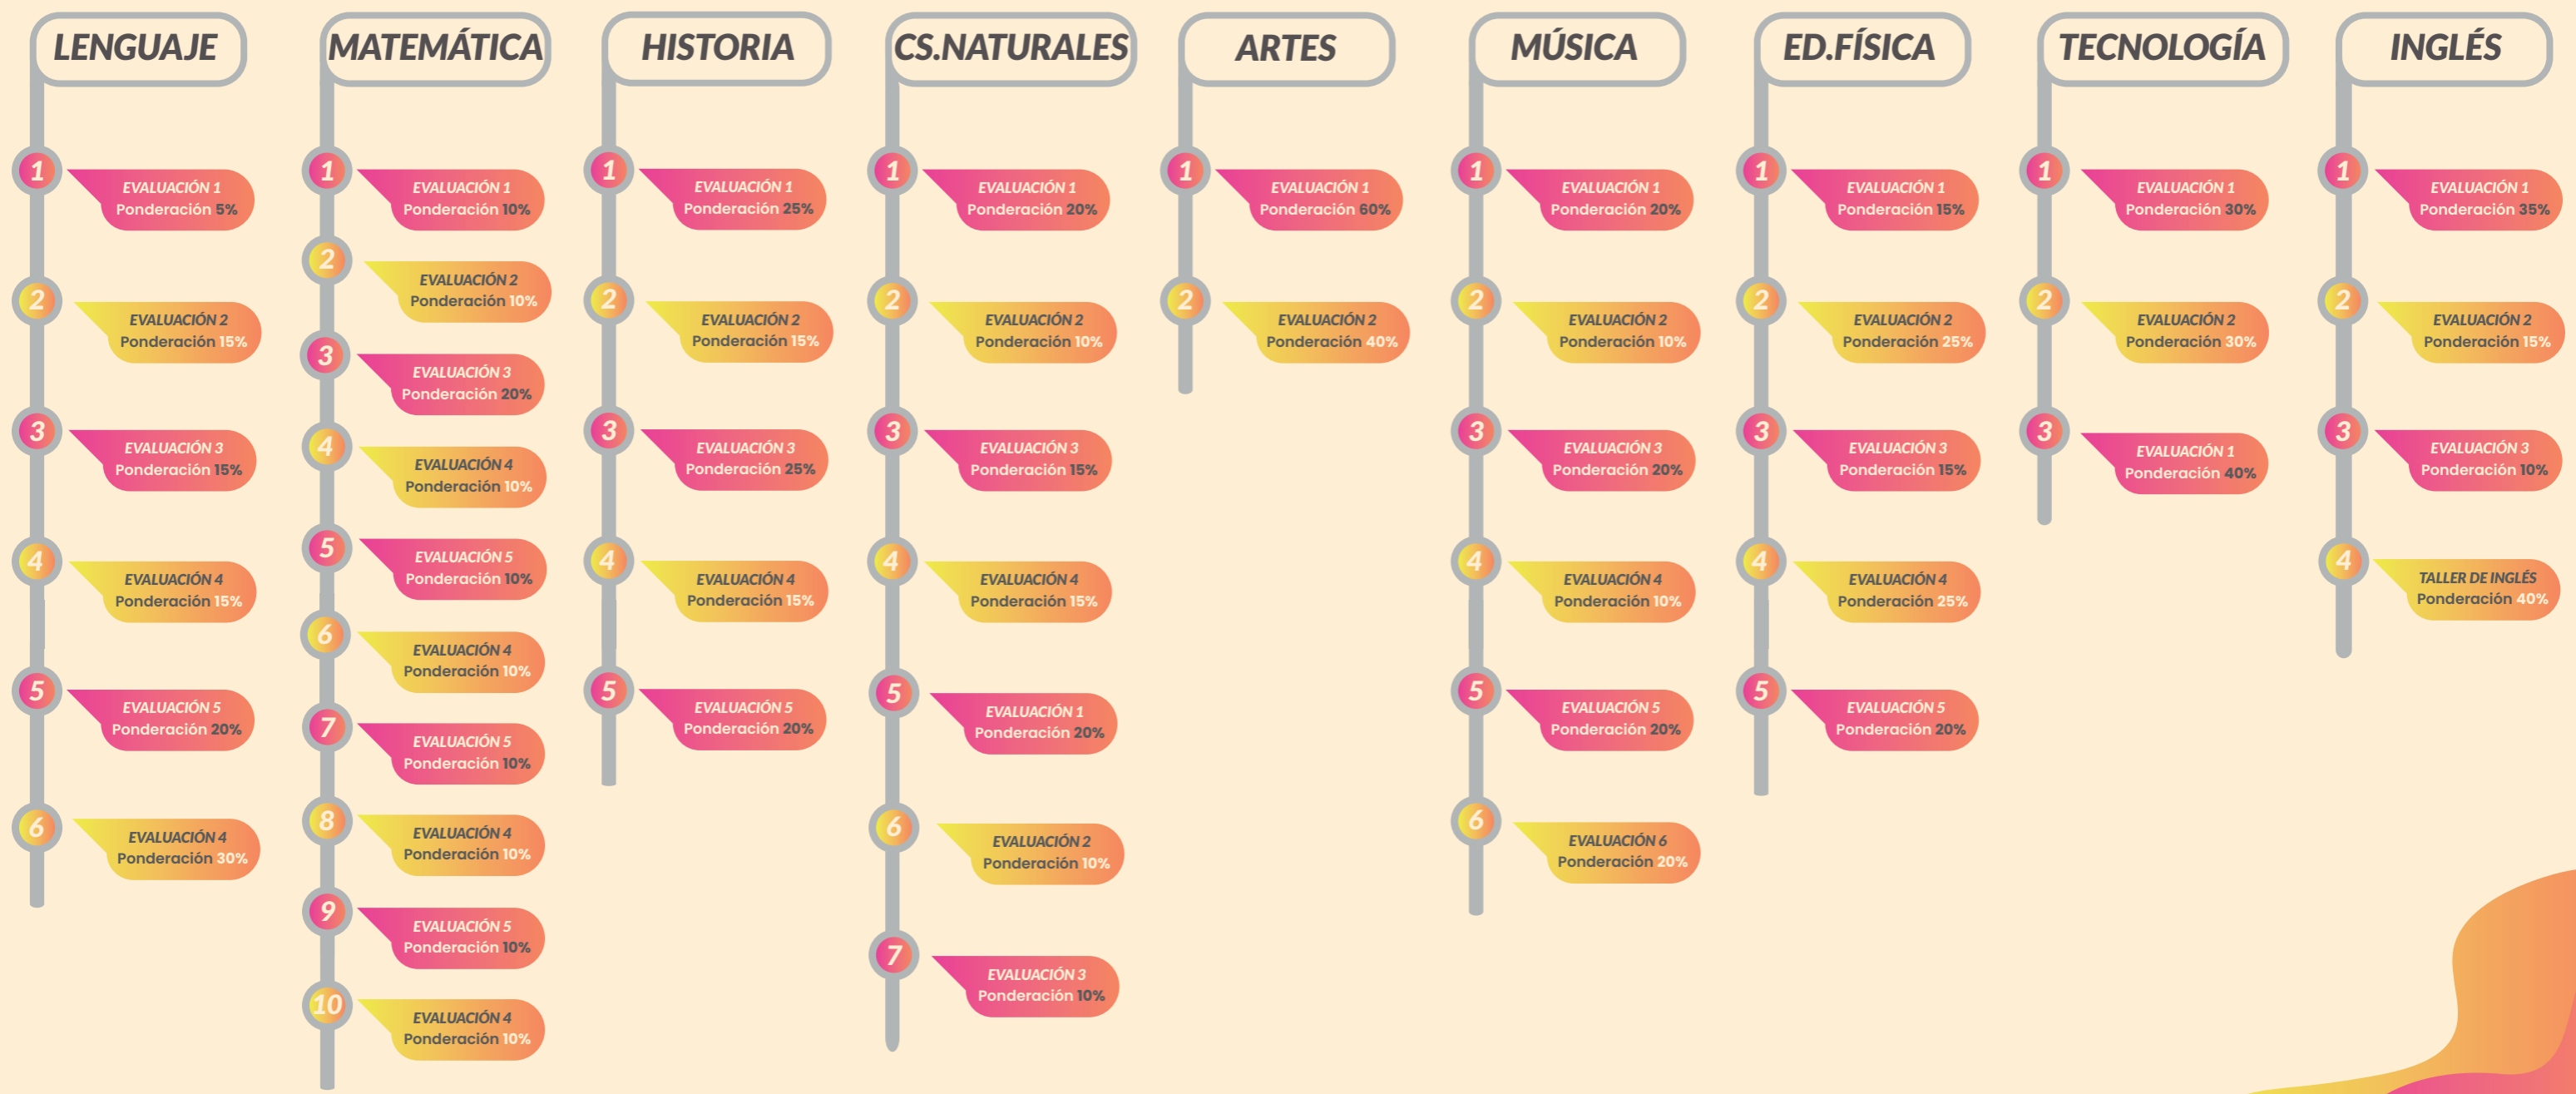 LENGUAJE
1
EVALUACIÓN 1
Ponderación 5%
2
EVALUACIÓN 2
Ponderación 15%
3
EVALUACIÓN 3
Ponderación 15%
4
EVALUACIÓN 4
Ponderación 15%
5
EVALUACIÓN 5
Ponderación 20%
6
EVALUACIÓN 4
Ponderación 30%
MATEMÁTICA
1
EVALUACIÓN 1
Ponderación 10%
2
EVALUACIÓN 2
Ponderación 10%
3
EVALUACIÓN 3
Ponderación 20%
4
EVALUACIÓN 4
Ponderación 10%
5
EVALUACIÓN 5
Ponderación 10%
6
EVALUACIÓN 4
Ponderación 10%
7
EVALUACIÓN 5
Ponderación 10%
8
EVALUACIÓN 4
Ponderación 10%
9
EVALUACIÓN 5
Ponderación 10%
10
EVALUACIÓN 4
Ponderación 10%
HISTORIA
1
EVALUACIÓN 1
Ponderación 25%
2
EVALUACIÓN 2
Ponderación 15%
3
EVALUACIÓN 3
Ponderación 25%
4
EVALUACIÓN 4
Ponderación 15%
5
EVALUACIÓN 5
Ponderación 20%
CS.NATURALES
1
EVALUACIÓN 1
Ponderación 20%
2
EVALUACIÓN 2
Ponderación 10%
3
EVALUACIÓN 3
Ponderación 15%
4
EVALUACIÓN 4
Ponderación 15%
5
EVALUACIÓN 1
Ponderación 20%
6
EVALUACIÓN 2
Ponderación 10%
7
EVALUACIÓN 3
Ponderación 10%
ARTES
1
EVALUACIÓN 1
Ponderación 60%
2
EVALUACIÓN 2
Ponderación 40%
MÚSICA
1
EVALUACIÓN 1
Ponderación 20%
2
EVALUACIÓN 2
Ponderación 10%
3
EVALUACIÓN 3
Ponderación 20%
4
EVALUACIÓN 4
Ponderación 10%
5
EVALUACIÓN 5
Ponderación 20%
6
EVALUACIÓN 6
Ponderación 20%
ED.FÍSICA
1
EVALUACIÓN 1
Ponderación 15%
2
EVALUACIÓN 2
Ponderación 25%
3
EVALUACIÓN 3
Ponderación 15%
4
EVALUACIÓN 4
Ponderación 25%
5
EVALUACIÓN 5
Ponderación 20%
TECNOLOGÍA
1
EVALUACIÓN 1
Ponderación 30%
2
EVALUACIÓN 2
Ponderación 30%
3
EVALUACIÓN 1
Ponderación 40%
INGLÉS
1
EVALUACIÓN 1
Ponderación 35%
2
EVALUACIÓN 2
Ponderación 15%
3
EVALUACIÓN 3
Ponderación 10%
4
TALLER DE INGLÉS
Ponderación 40%